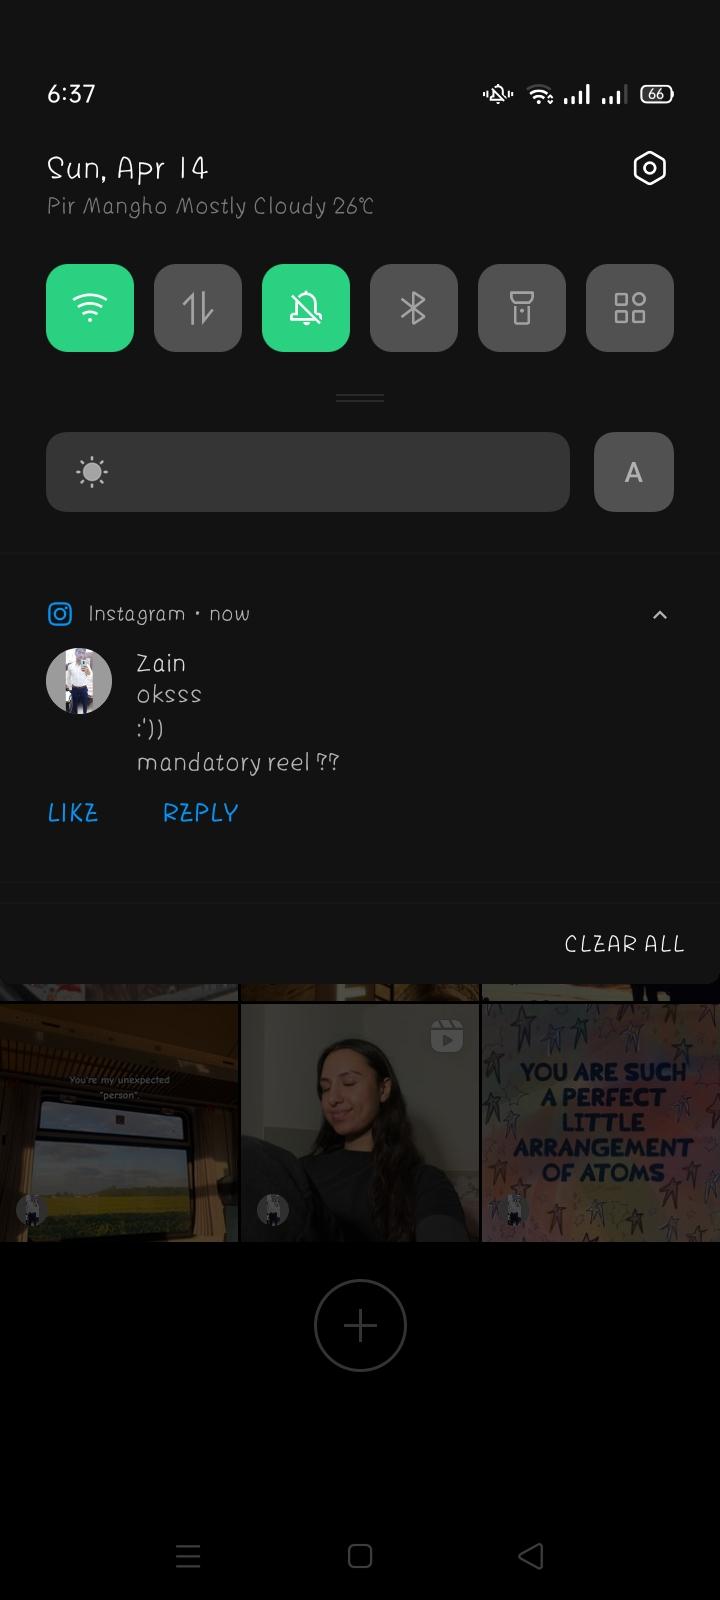 6:37
66
Sun, Apr 14
Pir Mangho Mostly Cloudy 26℃
A
Instagram • now
Zain
oksss
:'))
mandatory reel ??
LIKE
REPLY
CLEAR ALL
You're my unexpected
"person".
YOU ARE SUCH
A PERFECT
LITTLE
ARRANGEMENT
OF ATOMS